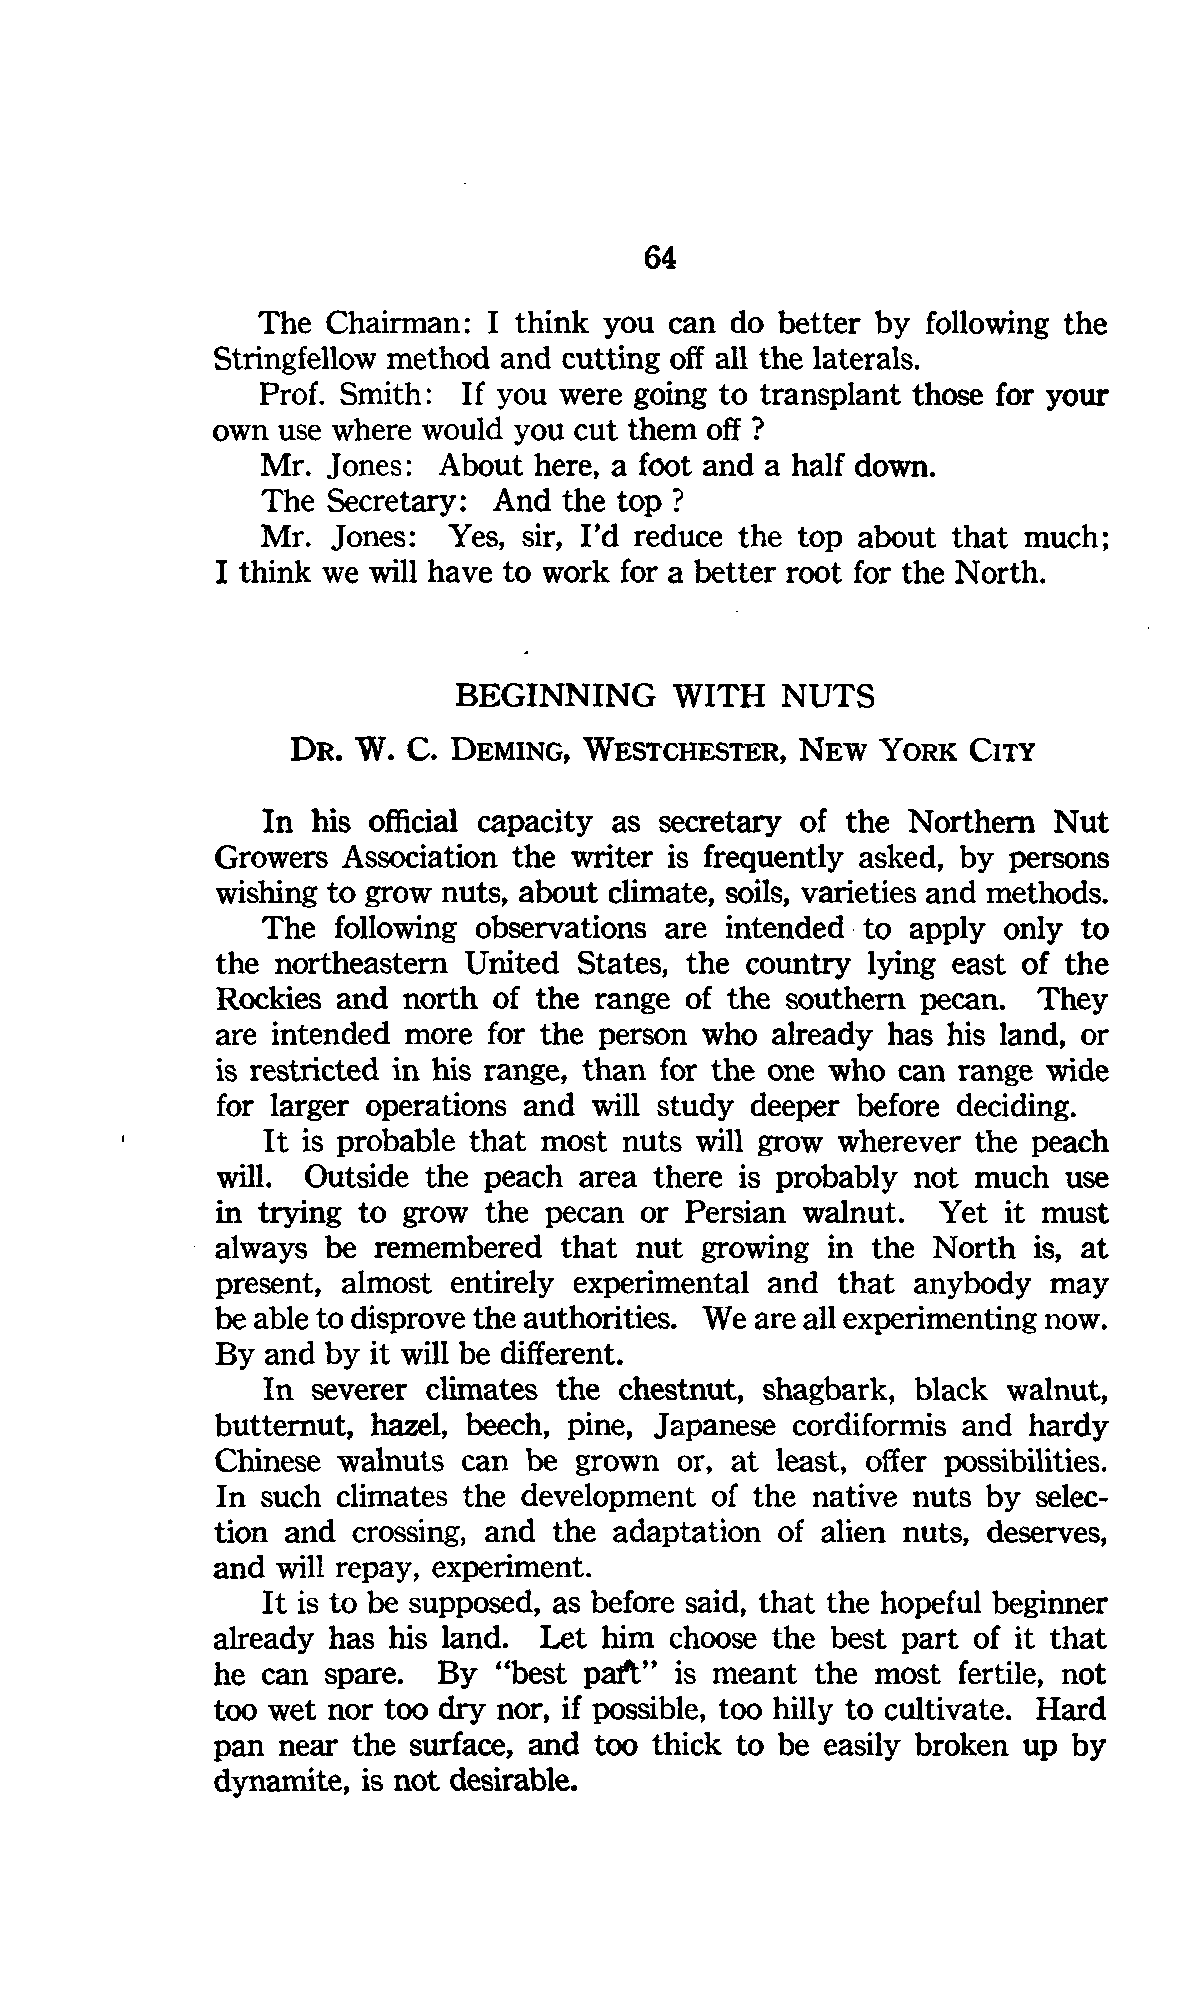 64
The Chairman: I think you can do better by following the
Stringfellow method and cutting off all the laterals.
Prof. Smith: If you were going to transplant those for your
own use where would you cut them off ?
Mr. Jones: About here, a foot and a half down.
The Secretary: And the top ?
Mr. Jones: Yes, sir, I'd reduce the top about that much;
I think we will have to work for a better root for the North.
BEGINNING WITH NUTS
DR. W. C. DEMING, WESTCHESTER, NEW YORK CITY
In his official capacity as secretary of the Northern Nut
Growers Association the writer is frequently asked, by persons
wishing to grow nuts, about climate, soils, varieties and methods.
The following observations are intended to apply only to
the northeastern United States, the country lying east of the
Rockies and north of the range of the southern pecan. They
are intended more for the person who already has his land, or
is restricted in his range, than for the one who can range wide
for larger operations and will study deeper before deciding.
It is probable that most nuts will grow wherever the peach
will. Outside the peach area there is probably not much use
in trying to grow the pecan or Persian walnut. Yet it must
always be remembered that nut growing in the North is, at
present, almost entirely experimental and that anybody may
be able to disprove the authorities. We are all experimenting now.
By and by it will be different.
In severer climates the chestnut, shagbark, black walnut,
butternut, hazel, beech, pine, Japanese cordiformis and hardy
Chinese walnuts can be grown or, at least, offer possibilities.
In such climates the development of the native nuts by selec-
tion and crossing, and the adaptation of alien nuts, deserves,
and will repay, experiment.
It is to be supposed, as before said, that the hopeful beginner
already has his land. Let him choose the best part of it that
he can spare. By "best part" is meant the most fertile, not
too wet nor too dry nor, if possible, too hilly to cultivate. Hard
pan near the surface, and too thick to be easily broken up by
dynamite, is not desirable.